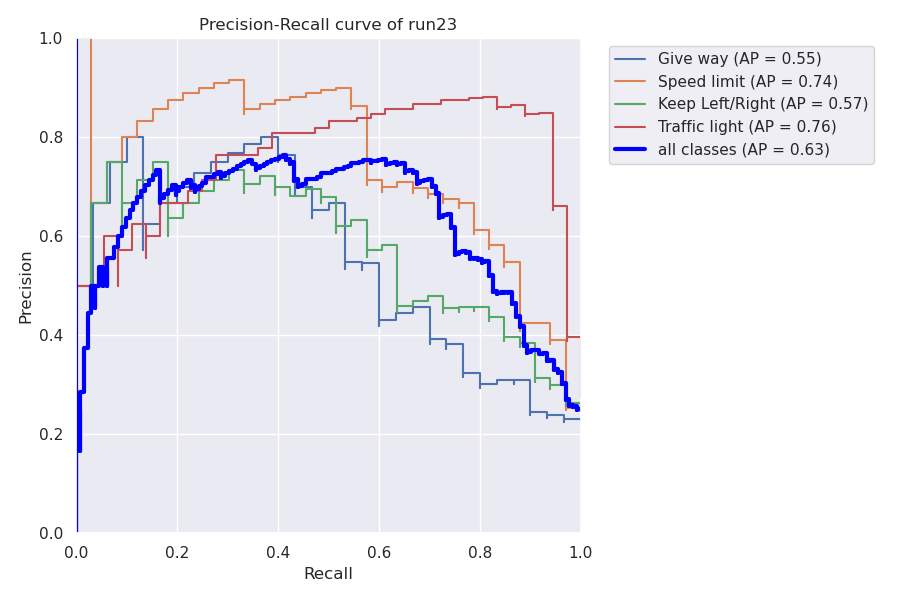 Precision-Recall curve of run23
1.0
0.8
0.6
0.4
0.2
0.0
Precision
0.0 0.2 0.4 0.6 0.8 1.0
Recall
Give way (AP = 0.55)
Speed limit (AP = 0.74)
Keep Left/Right (AP = 0.57)
Traffic light (AP = 0.76)
all classes (AP = 0.63)